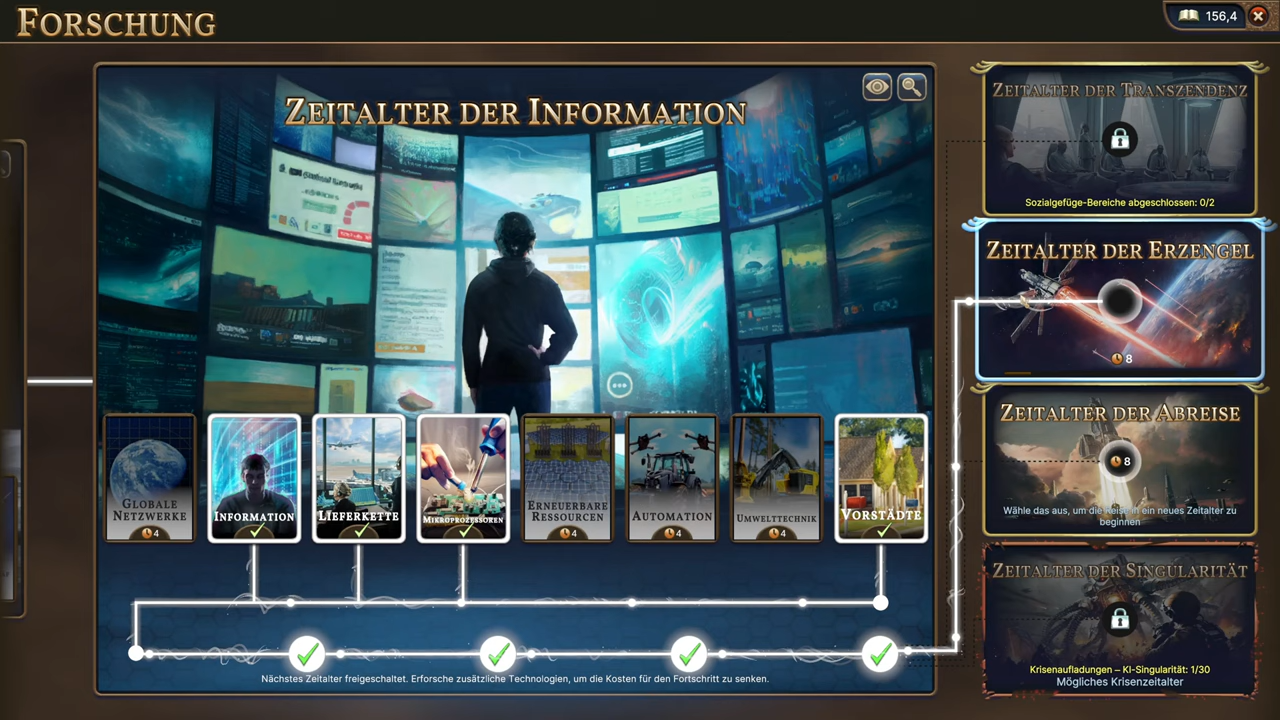 FORSCHUNG
156,4
ZEITALTER DER INFORMATION
GLOBALE
NETZWERKE
4
INFORMATION
LIEFERKETTE
MIKROPROZESSOREN
ERNEUERBARE
RESSOURCEN
4
AUTOMATION
4
UMWELTTECHNIK
4
VORSTÄDTE
Nächstes Zeitalter freigeschaltet. Erforsche zusätzliche Technologien, um die Kosten für den Fortschritt zu senken.
ZEITALTER DER TRANSZENDENZ
Sozialgefüge-Bereiche abgeschlossen: 0/2
ZEITALTER DER ERZENGEL
8
ZEITALTER DER ABREISE
8
Wähle das aus, um die Reise in ein neues Zeitalter zu
beginnen
ZEITALTER DER SINGULARITÄT
Krisenaufladungen – KI-Singularität: 1/30
Mögliches Krisenzeitalter